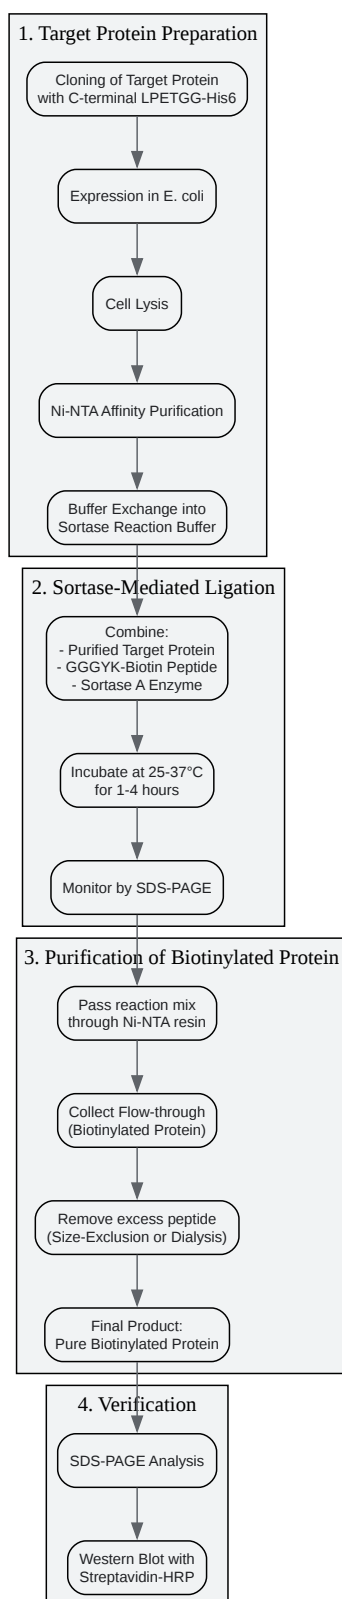 1. Target Protein Preparation
Cloning of Target Protein
with C-terminal LPETGG-His6
Expression in E. coli
Cell Lysis
Ni-NTA Affinity Purification
Buffer Exchange into
Sortase Reaction Buffer
2. Sortase-Mediated Ligation
Combine:
- Purified Target Protein
- GGGYK-Biotin Peptide
- Sortase A Enzyme
Incubate at 25-37°C
for 1-4 hours
Monitor by SDS-PAGE
3. Purification of Biotinylated Protein
Pass reaction mix
through Ni-NTA resin
Collect Flow-through
(Biotinylated Protein)
Remove excess peptide
(Size-Exclusion or Dialysis)
Final Product:
Pure Biotinylated Protein
4. Verification
SDS-PAGE Analysis
Western Blot with
Streptavidin-HRP